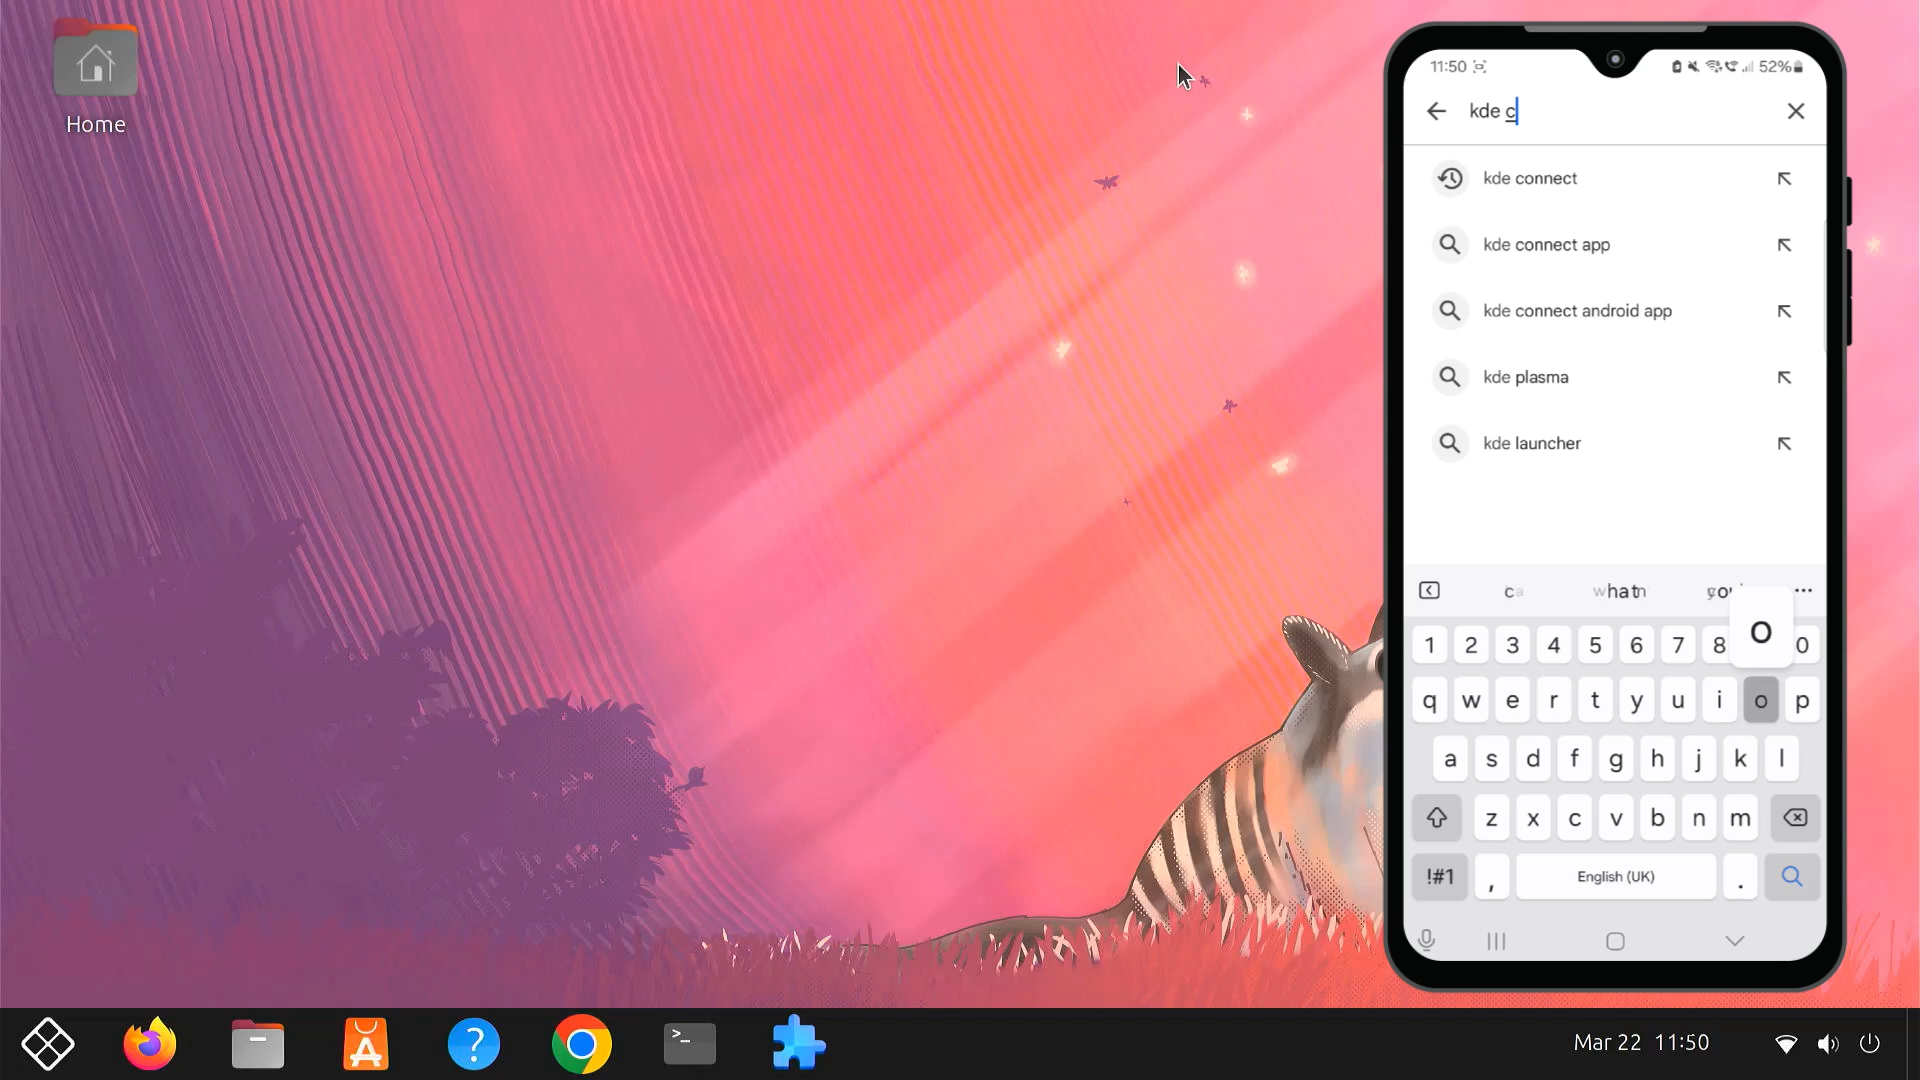 Home
11:50
52%
kde c
kde connect
kde connect app
kde connect android app
kde plasma
kde launcher
1 2 3 4 5 6 7 8 0
o
q w e r t y u i o p
a s d f g h j k l
z x c v b n m
!#1 , English (UK) .
Mar 22 11:50